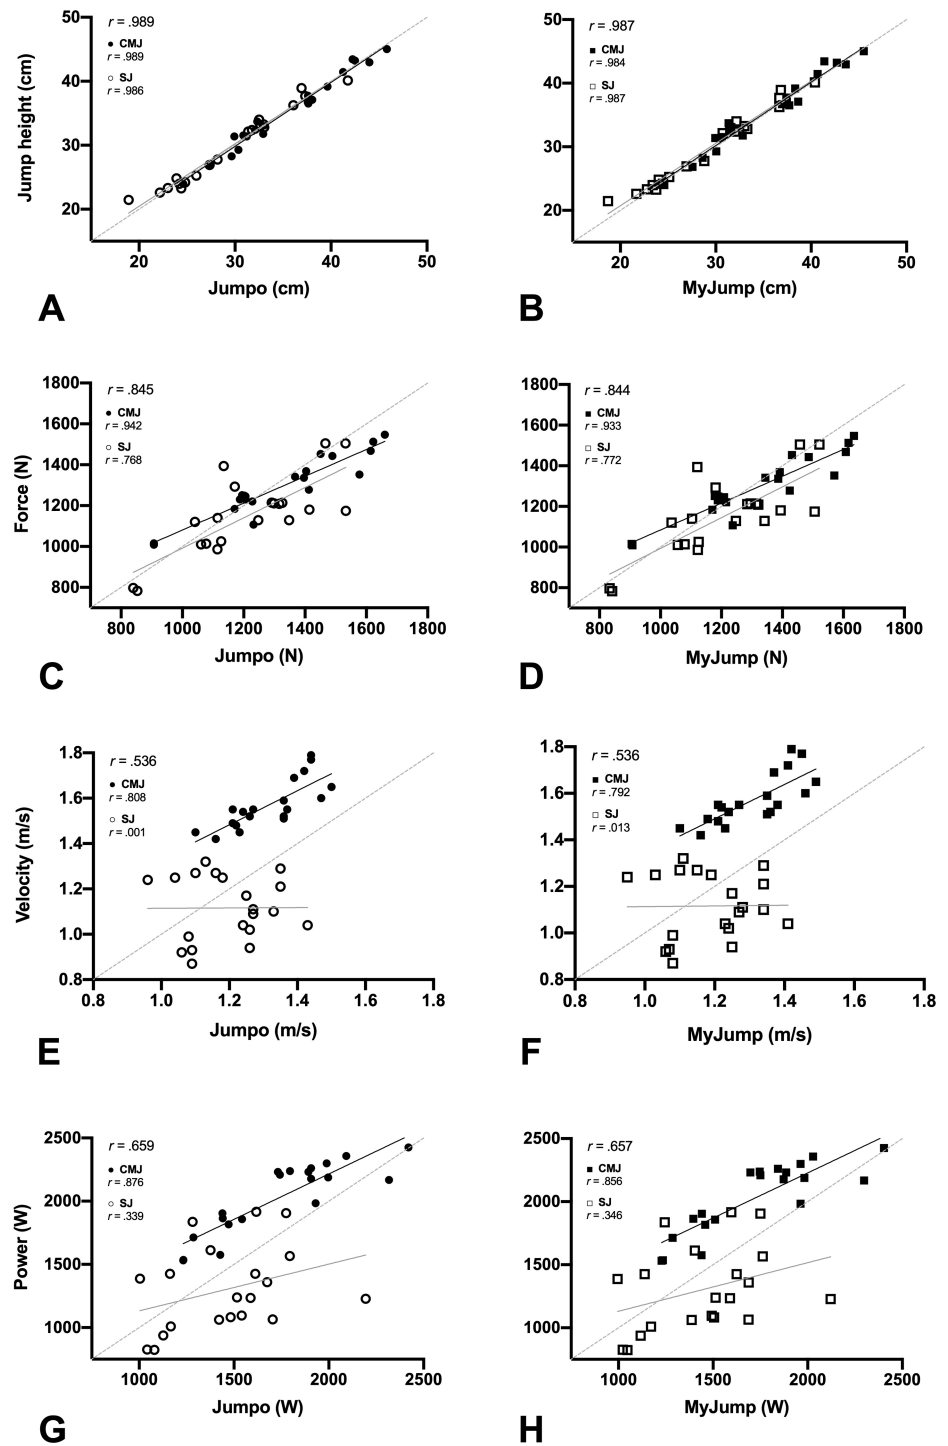 50
r = .989
CMJ
r = .989
SJ
r = .986
40
30
20
Jump height (cm)
20 30 40 50
Jumpo (cm)
A
50
r = .987
CMJ
r = .984
SJ
r = .987
40
30
20
20 30 40 50
MyJump (cm)
B
1800
r = .845
CMJ
r = .942
SJ
r = .768
1600
1400
1200
1000
800
Force (N)
800 1000 1200 1400 1600 1800
Jumpo (N)
C
1800
r = .844
CMJ
r = .933
SJ
r = .772
1600
1400
1200
1000
800
800 1000 1200 1400 1600 1800
MyJump (N)
D
1.8
r = .536
CMJ
r = .808
SJ
r = .001
1.6
1.4
1.2
1.0
0.8
Velocity (m/s)
0.8 1.0 1.2 1.4 1.6 1.8
Jumpo (m/s)
E
1.8
r = .536
CMJ
r = .792
SJ
r = .013
1.6
1.4
1.2
1.0
0.8
0.8 1.0 1.2 1.4 1.6 1.8
MyJump (m/s)
F
2500
r = .659
CMJ
r = .876
SJ
r = .339
2000
1500
1000
Power (W)
1000 1500 2000 2500
Jumpo (W)
G
2500
r = .657
CMJ
r = .856
SJ
r = .346
2000
1500
1000
1000 1500 2000 2500
MyJump (W)
H